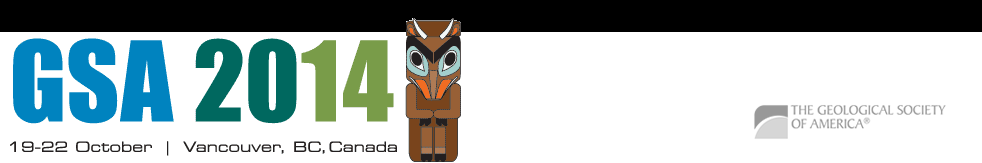 GSA 2014
19-22 October | Vancouver, BC, Canada
THE GEOLOGICAL SOCIETY
OF AMERICA®